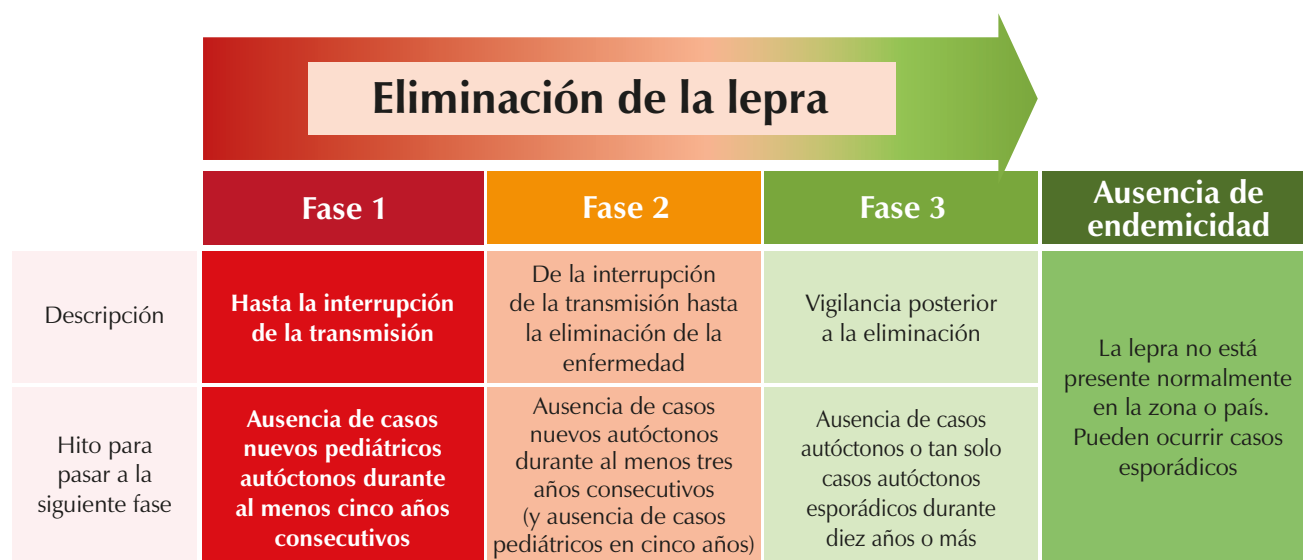 Eliminación de la lepra
Fase 1
Fase 2
Fase 3
Ausencia de
endemicidad
Descripción
Hasta la interrupción
de la transmisión
De la interrupción
de la transmisión hasta
la eliminación de la
enfermedad
Vigilancia posterior
a la eliminación
La lepra no está
presente normalmente
en la zona o país.
Pueden ocurrir casos
esporádicos
Hito para
pasar a la
siguiente fase
Ausencia de casos
nuevos pediátricos
autóctonos durante
al menos cinco años
consecutivos
Ausencia de casos
nuevos autóctonos
durante al menos tres
años consecutivos
(y ausencia de casos
pediátricos en cinco años)
Ausencia de casos
autóctonos o tan solo
casos autóctonos
esporádicos durante
diez años o más